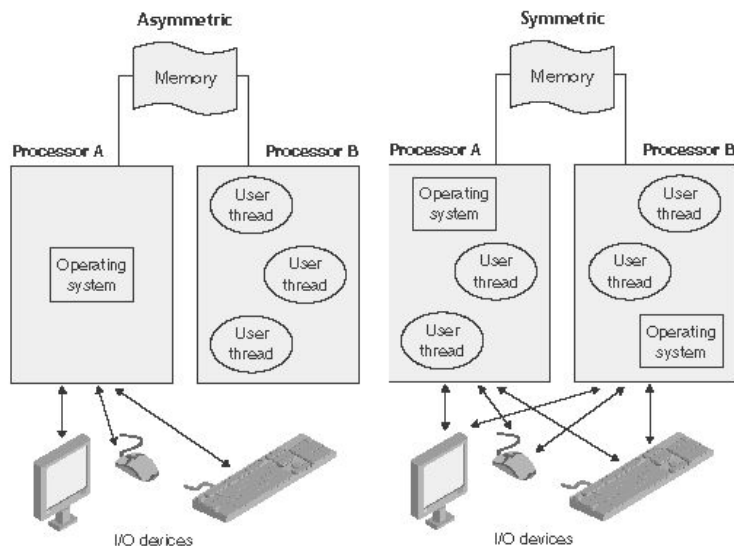 Asymmetric
Memory
Processor A
Processor B
Operating
system
User
thread
User
thread
User
thread
I/O devices
Symmetric
Memory
Processor A
Processor B
Operating
system
User
thread
User
thread
User
thread
User
thread
Operating
system
I/O devices